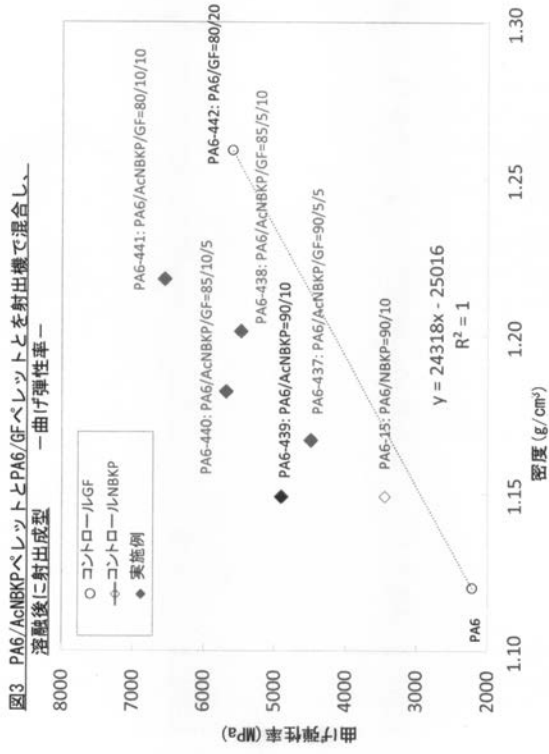 図3 PA6/AcNBKPペレットとPA6/GFペレットとを射出機で混合し、
溶融後に射出成型 －曲げ弾性率－
コントロールGF
コントロールNBKP
実施例
PA6-441: PA6/AcNBKP/GF=80/10/10
PA6-442: PA6/GF=80/20
PA6-440: PA6/AcNBKP/GF=85/10/5
PA6-438: PA6/AcNBKP/GF=85/5/10
PA6-439: PA6/AcNBKP=90/10
PA6-437: PA6/AcNBKP/GF=90/5/5
PA6-15: PA6/NBKP=90/10
PA6
y = 24318x - 25016
R² = 1
曲げ弾性率(MPa)
8000
7000
6000
5000
4000
3000
2000
1.10
1.15
1.20
1.25
1.30
密度(g/cm³)